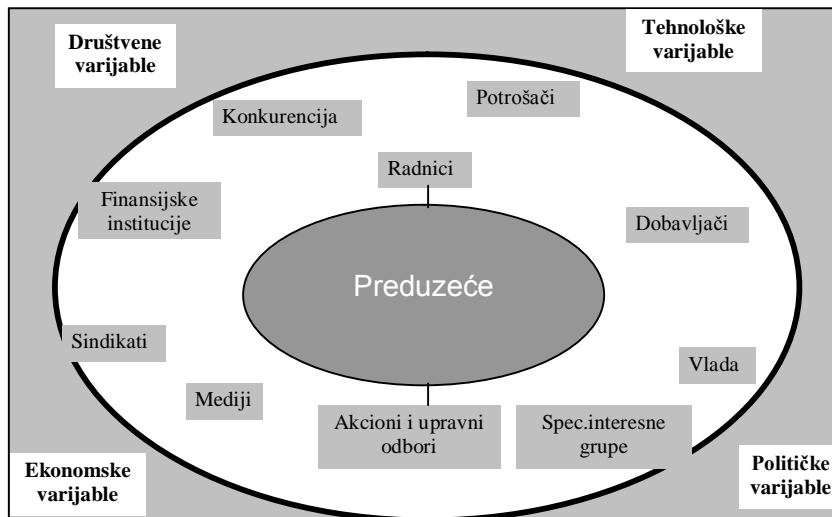 Društvene
varijable
Tehnološke
varijable
Potrošači
Konkurencija
Radnici
Finansijske
institucije
Dobavljači
Preduzeće
Sindikati
Vlada
Mediji
Akcioni i upravni
odbori
Spec.interesne
grupe
Ekonomske
varijable
Političke
varijable